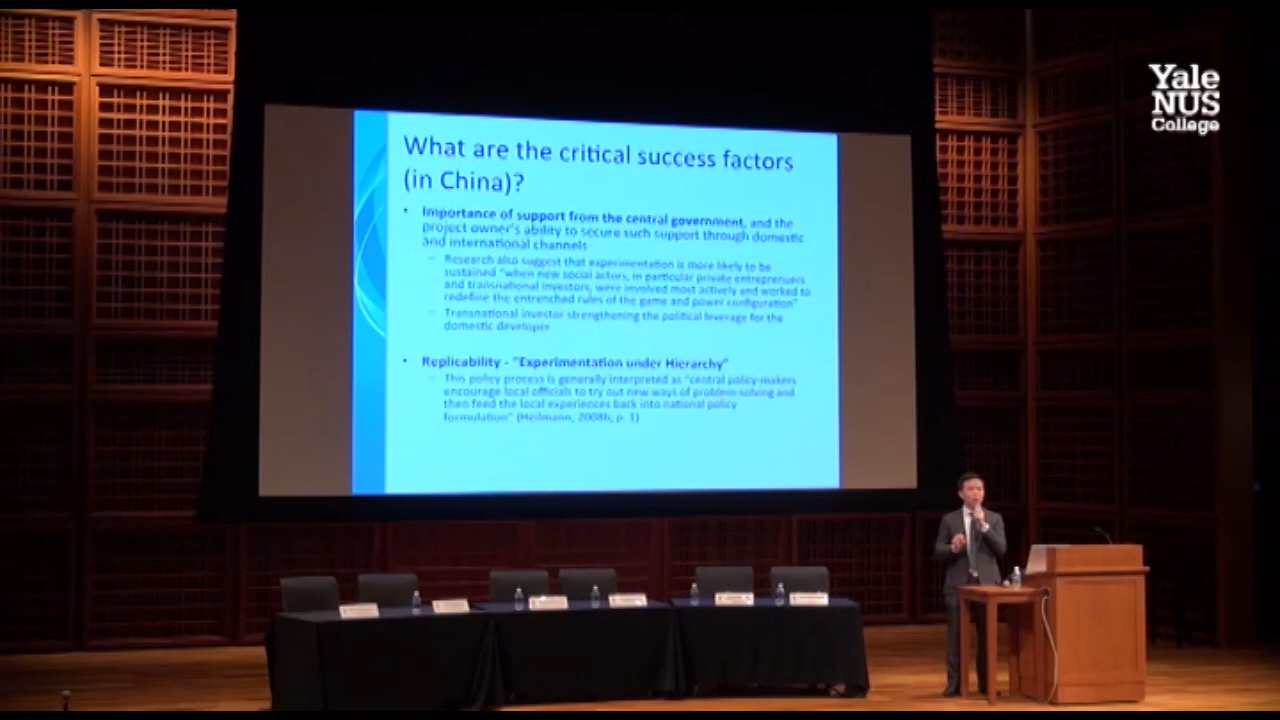 What are the critical success factors
(in China)?
• Importance of support from the central government, and the
project owner's ability to secure such support through domestic
and international channels
– Research also suggest that experimentation is more likely to be
sustained "when new social actors, in particular private entreprenuers
and transnational investors, were involved most actively and worked to
redefine the entrenched rules of the game and power configuration"
– Transnational investor strengthening the political leverage for the
domestic developer
• Replicability - "Experimentation under Hierarchy"
– This policy process is generally interpreted as "central policy-makers
encourage local officials to try out new ways of problem-solving and
then feed the local experiences back into national policy
formulation" (Heilmann, 2008b, p. 1)
Yale
NUS
College